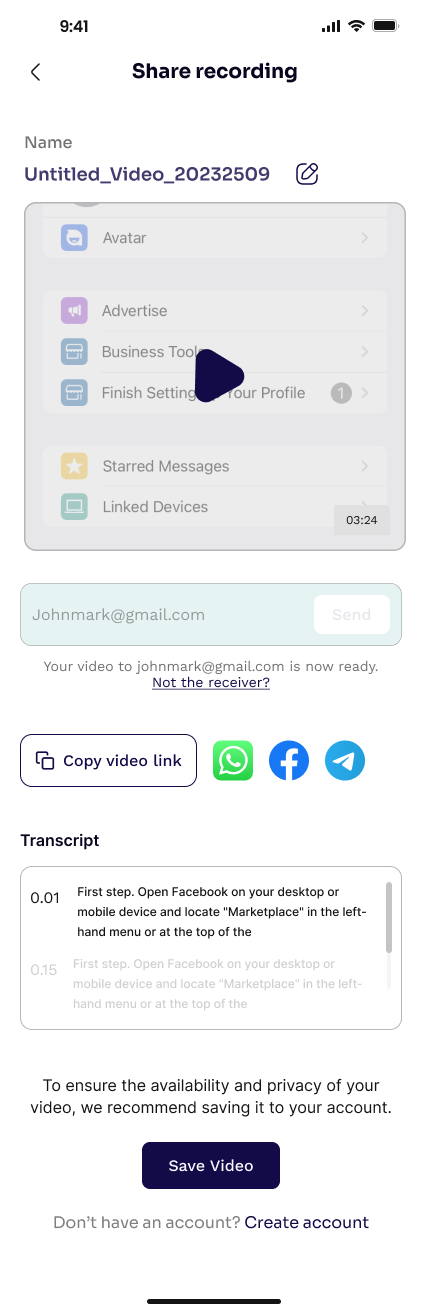 9:41
Share recording
Name
Untitled_Video_20232509
Avatar
Advertise
Business Tools
Finish Setting Your Profile
1
Starred Messages
Linked Devices
03:24
Johnmark@gmail.com
Send
Your video to johnmark@gmail.com is now ready.
Not the receiver?
Copy video link
Transcript
0.01
First step. Open Facebook on your desktop or
mobile device and locate "Marketplace" in the left-
hand menu or at the top of the
0.15
First step. Open Facebook on your desktop or
mobile device and locate "Marketplace" in the left-
hand menu or at the top of the
To ensure the availability and privacy of your
video, we recommend saving it to your account.
Save Video
Don't have an account? Create account